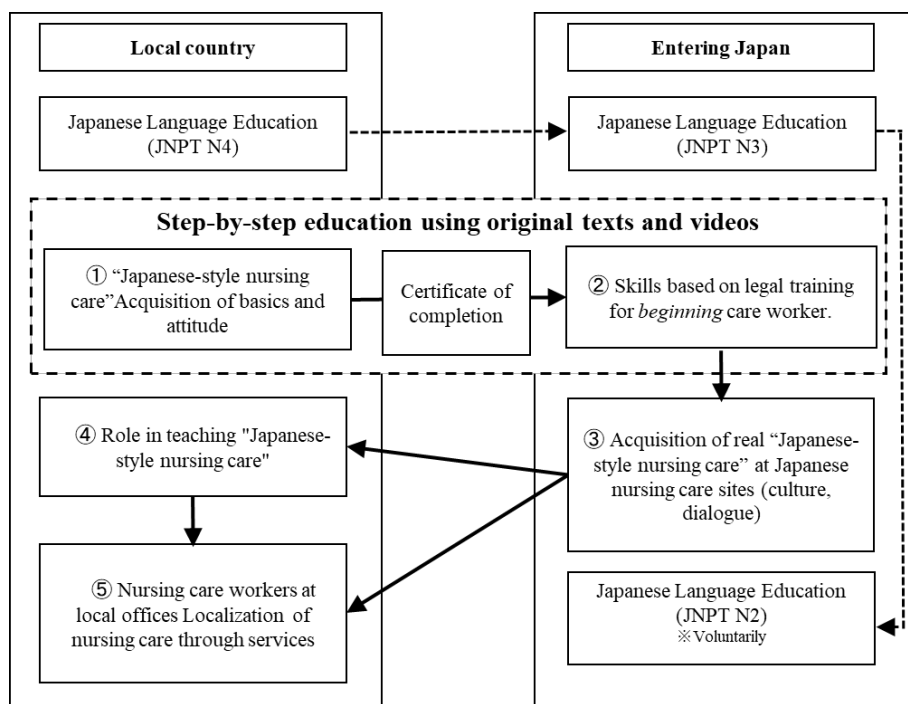 Local country
Entering Japan
Japanese Language Education
(JNPT N4)
Japanese Language Education
(JNPT N3)
Step-by-step education using original texts and videos
① “Japanese-style nursing
care”Acquisition of basics and
attitude
Certificate of
completion
② Skills based on legal training
for beginning care worker.
④ Role in teaching "Japanese-
style nursing care"
③ Acquisition of real “Japanese-
style nursing care” at Japanese
nursing care sites (culture,
dialogue)
⑤ Nursing care workers at
local offices Localization of
nursing care through services
Japanese Language Education
(JNPT N2)
※Voluntarily